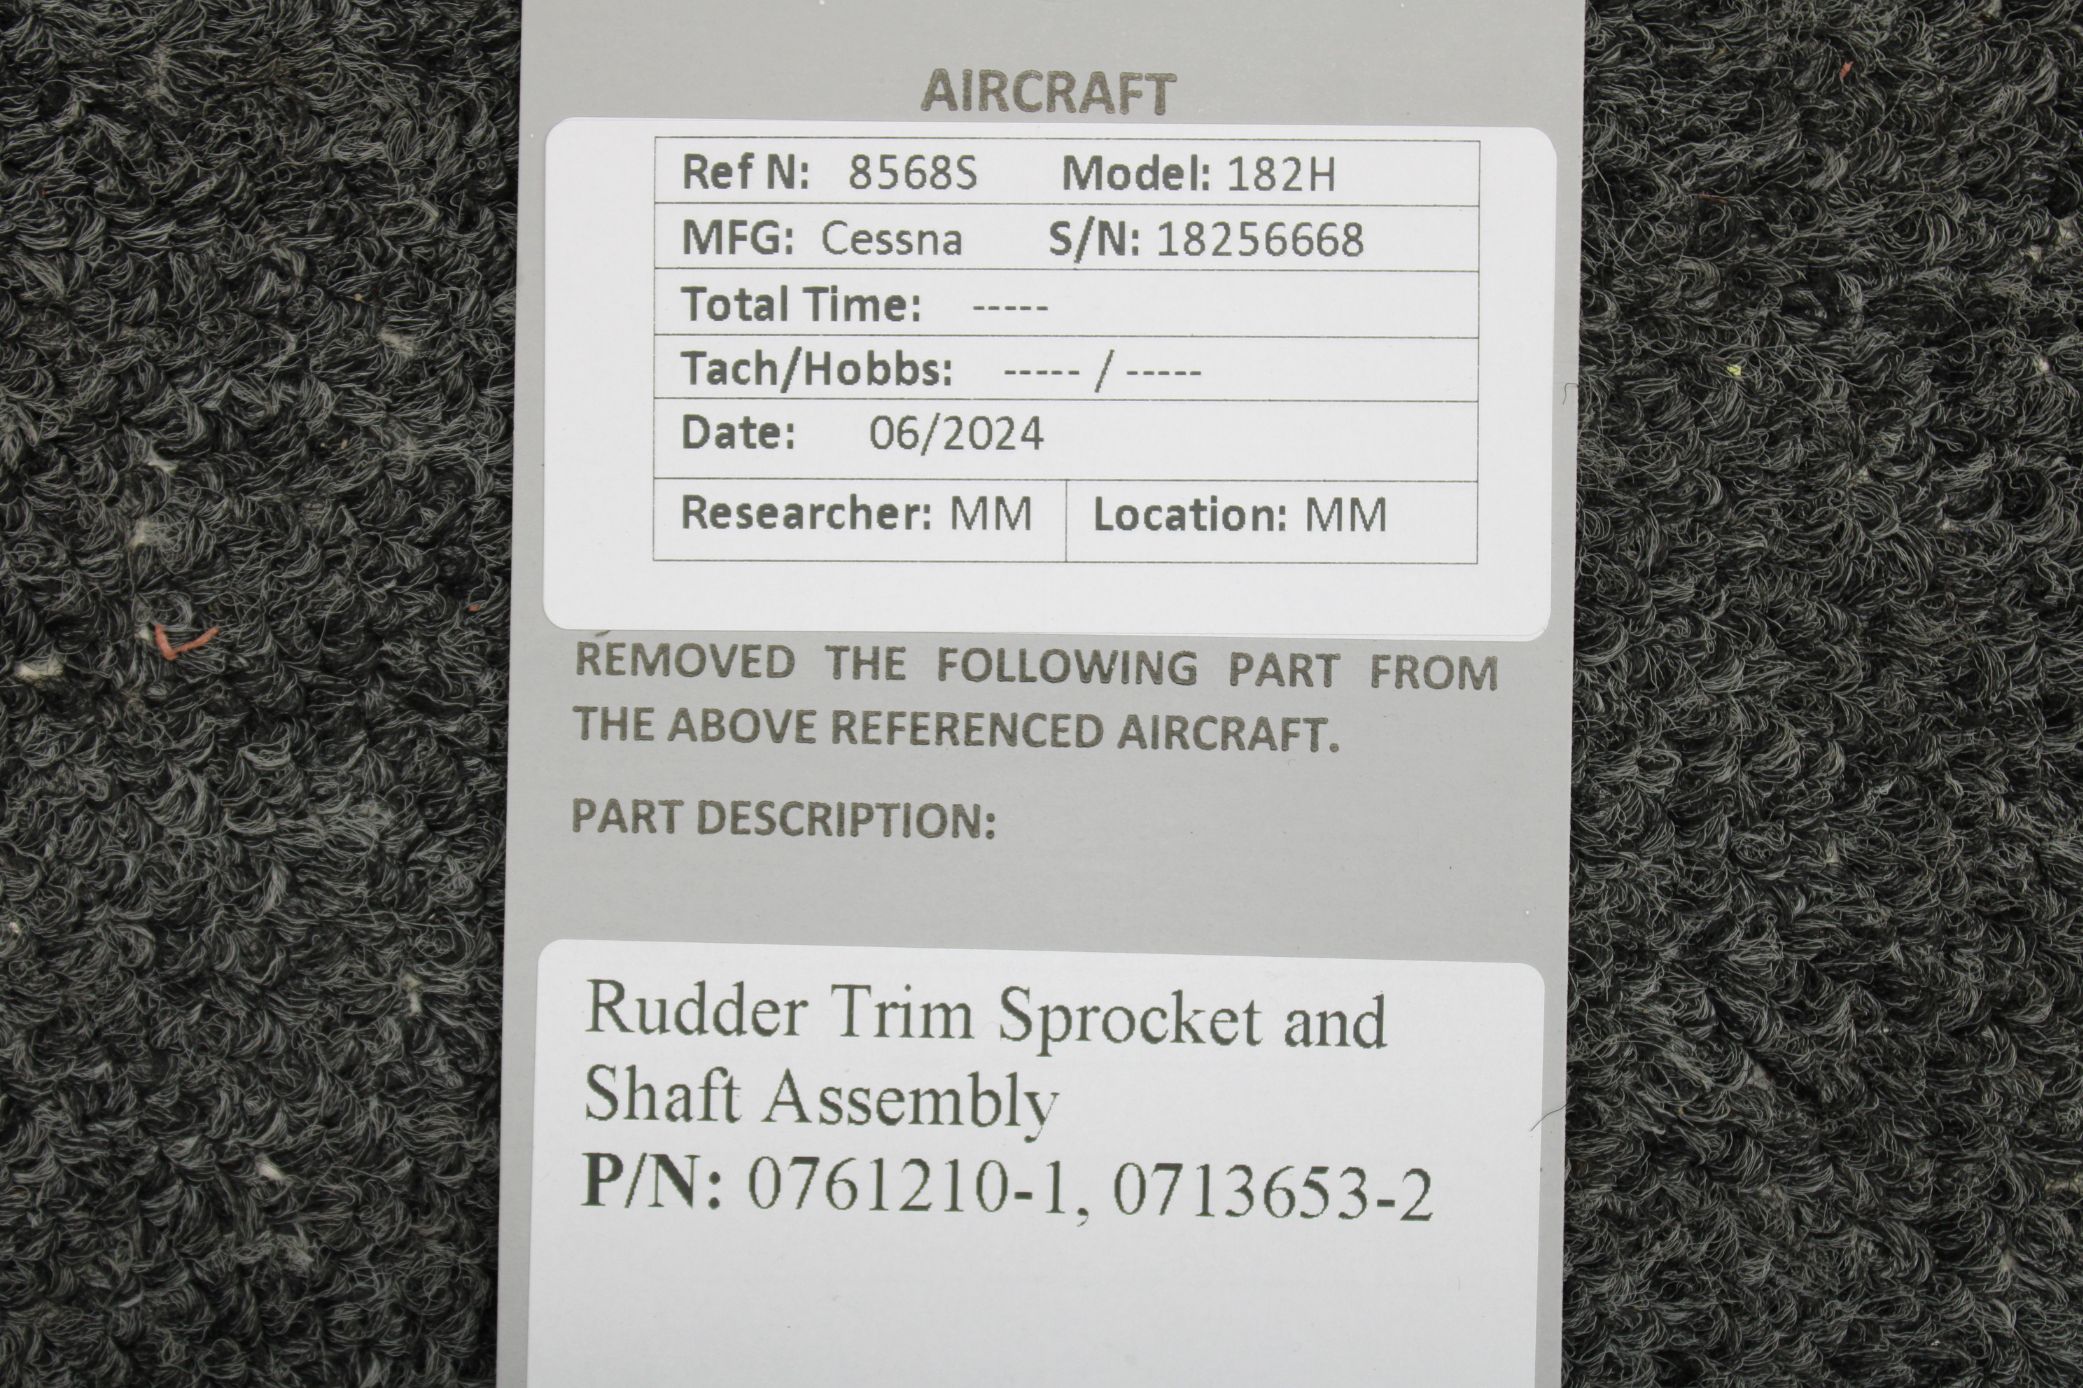 AIRCRAFT
Ref N: 8568S Model: 182H
MFG: Cessna S/N: 18256668
Total Time: -----
Tach/Hobbs: ----- / -----
Date: 06/2024
Researcher: MM Location: MM
REMOVED THE FOLLOWING PART FROM
THE ABOVE REFERENCED AIRCRAFT.
PART DESCRIPTION:
Rudder Trim Sprocket and
Shaft Assembly
P/N: 0761210-1, 0713653-2